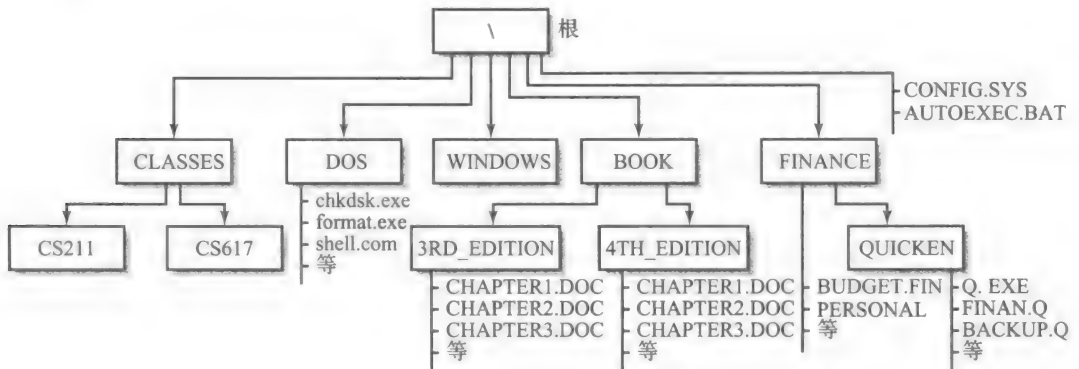 \ 根
CONFIG.SYS
AUTOEXEC.BAT
CLASSES DOS WINDOWS BOOK FINANCE
chkdsk.exe
format.exe
shell.com
等
CS211 CS617 3RD_EDITION 4TH_EDITION QUICKEN
CHAPTER1.DOC CHAPTER1.DOC BUDGET.FIN Q. EXE
CHAPTER2.DOC CHAPTER2.DOC PERSONAL FINAN.Q
CHAPTER3.DOC CHAPTER3.DOC 等 BACKUP.Q
等 等 等